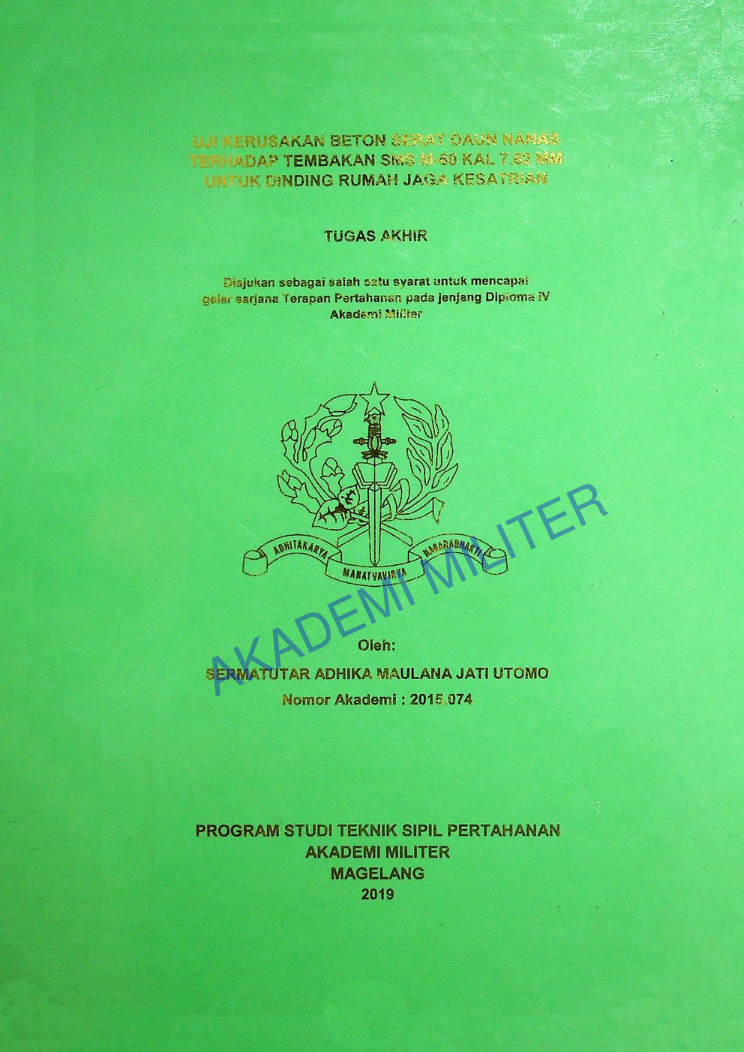 UJI KERUSAKAN BETON SERAT DAUN NANAS
TERHADAP TEMBAKAN SMS M-60 KAL 7.62 MM
UNTUK DINDING RUMAH JAGA KESATRIAN
TUGAS AKHIR
Diajukan sebagai salah satu syarat untuk mencapai
gelar sarjana Terapan Pertahanan pada jenjang Diploma IV
Akademi Militer
ADHITAKARYA
MAHATVAVIRYA
NAGARABHAKTI
AKADEMI MILITER
Oleh:
SERMATUTAR ADHIKA MAULANA JATI UTOMO
Nomor Akademi : 2015.074
PROGRAM STUDI TEKNIK SIPIL PERTAHANAN
AKADEMI MILITER
MAGELANG
2019